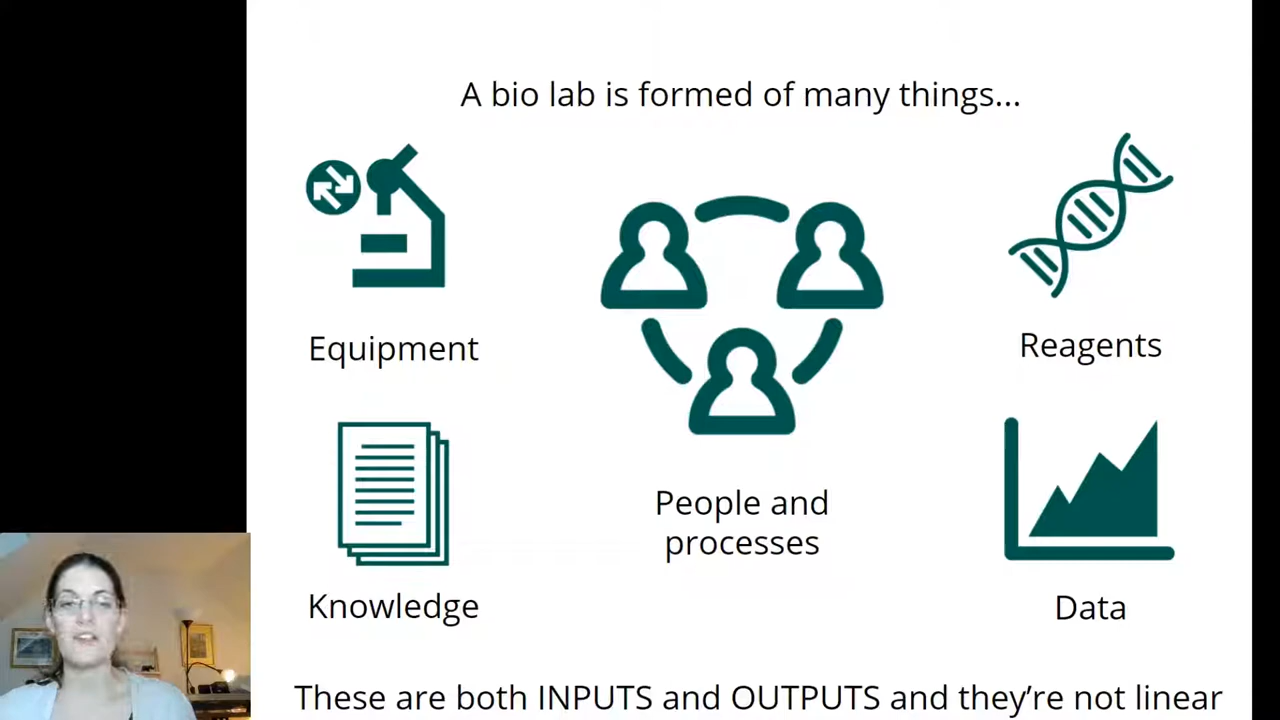 A bio lab is formed of many things...
Equipment
Reagents
People and
processes
Knowledge
Data
These are both INPUTS and OUTPUTS and they’re not linear